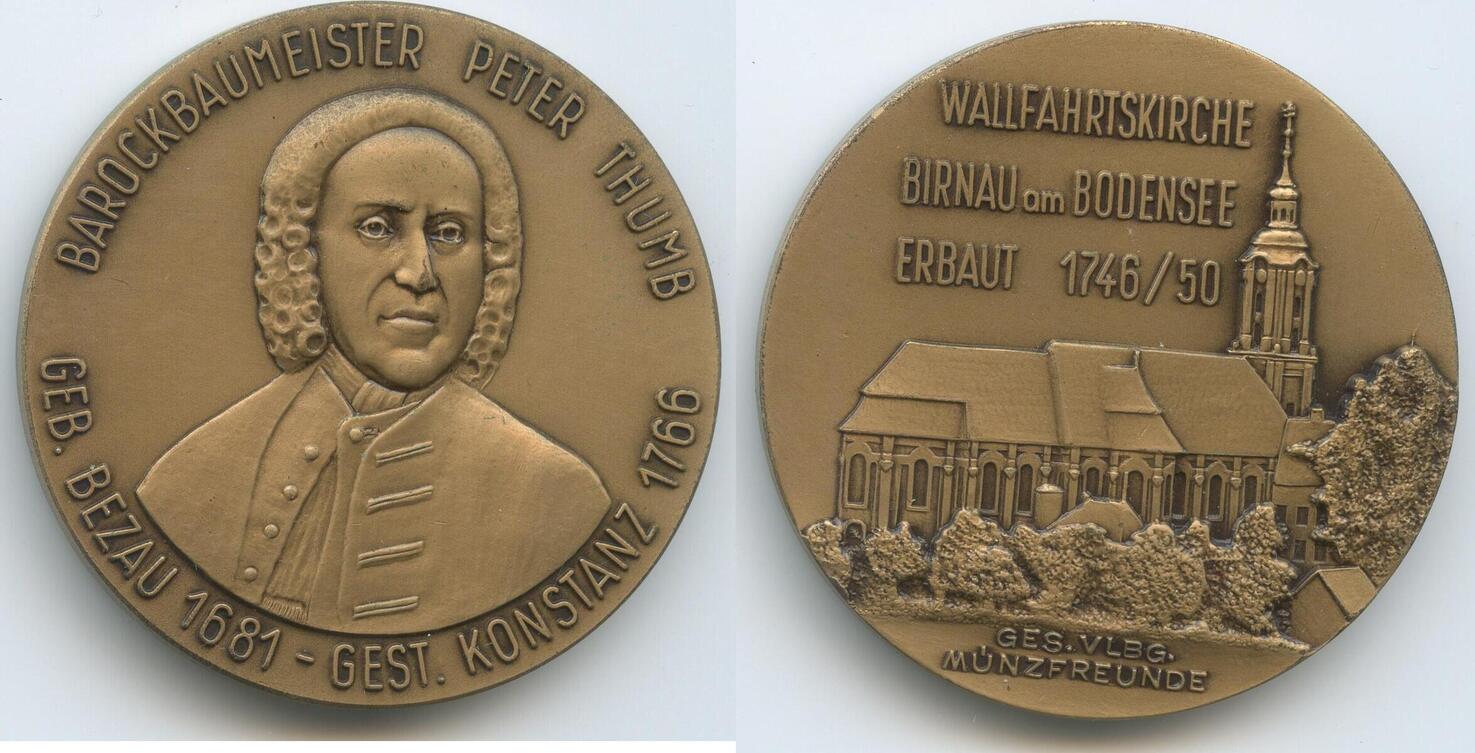 BAROCKBAUMEISTER PETER THUMB
GEB. BEZAU 1681 - GEST. KONSTANZ 1766
WALLFAHRTSKIRCHE
BIRNAU am BODENSEE
ERBAUT 1746/50
GES. VLBG.
MÜNZFREUNDE